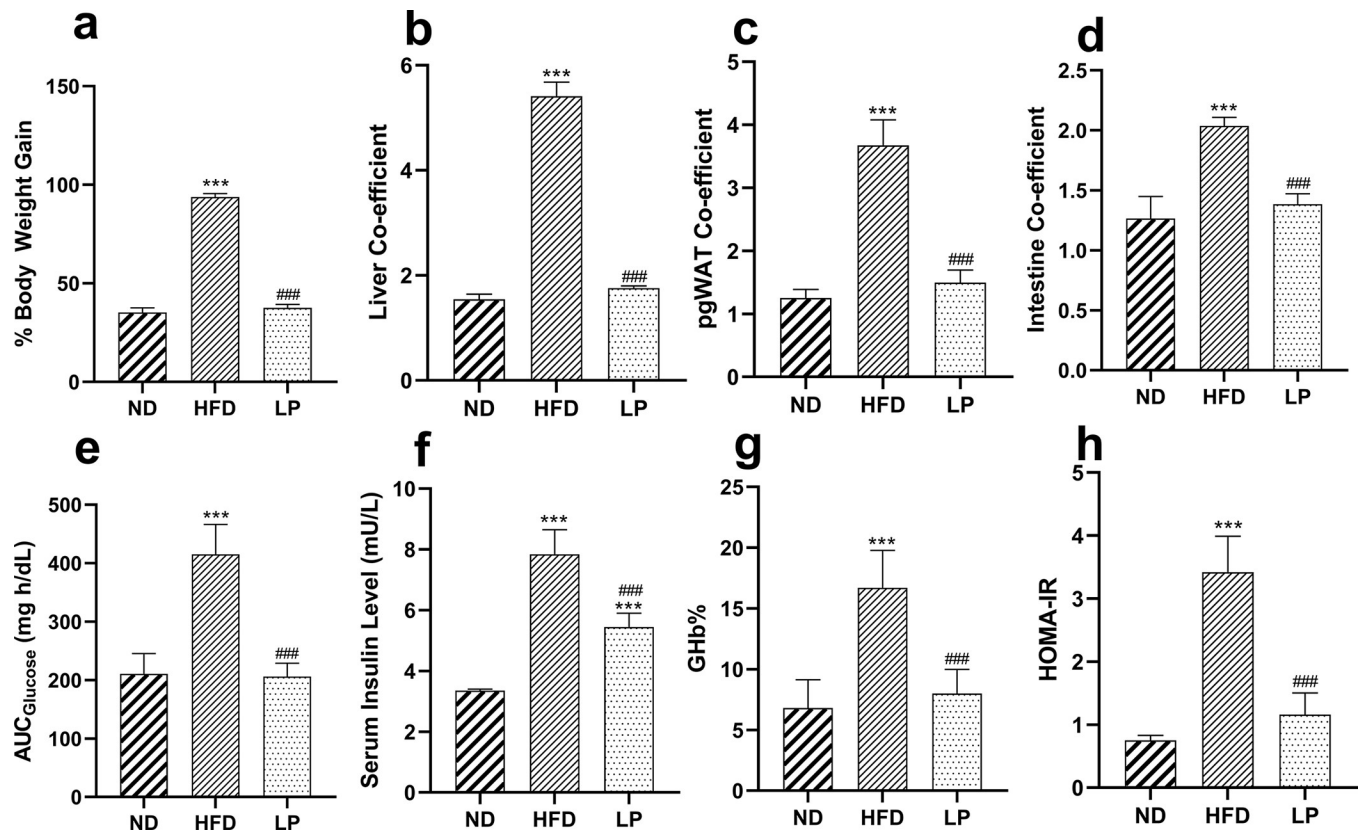 a
% Body Weight Gain
150
100
50
0
***
###
ND HFD LP
b
Liver Co-efficient
6
4
2
0
***
###
ND HFD LP
c
pgWAT Co-efficient
5
4
3
2
1
0
***
###
ND HFD LP
d
Intestine Co-efficient
2.5
2.0
1.5
1.0
0.5
0.0
***
###
ND HFD LP
e
AUCGlucose (mg h/dL)
500
400
300
200
100
0
***
###
ND HFD LP
f
Serum Insulin Level (mU/L)
10
8
6
4
2
0
***
###
***
ND HFD LP
g
GHb%
25
20
15
10
5
0
***
###
ND HFD LP
h
HOMA-IR
5
4
3
2
1
0
***
###
ND HFD LP